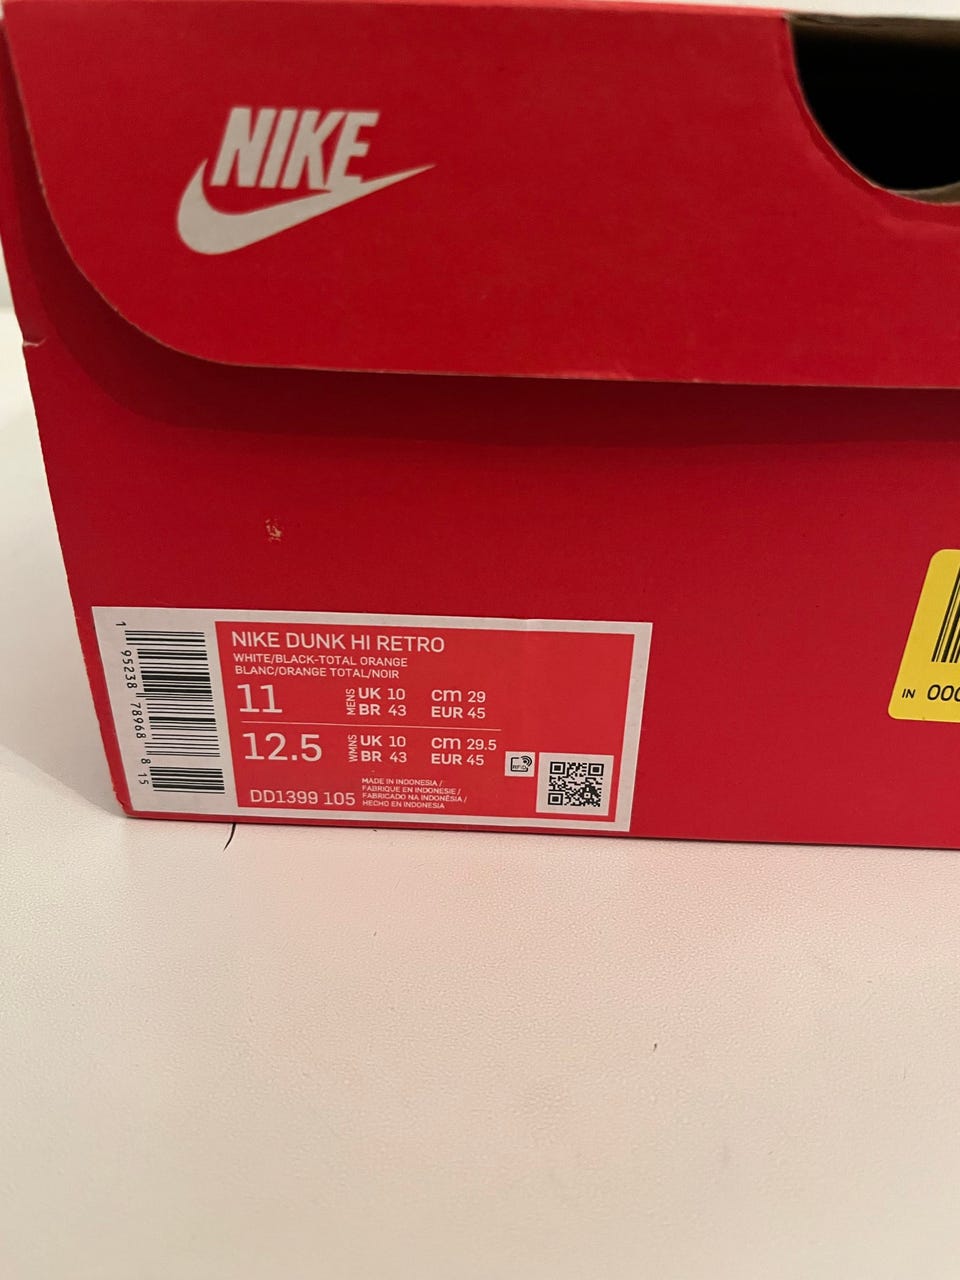 NIKE
NIKE DUNK HI RETRO
WHITE/BLACK-TOTAL ORANGE
BLANC/ORANGE TOTAL/NOIR
11 MENS UK 10 cm 29
BR 43 EUR 45
12.5 WMNS UK 10 cm 29.5
BR 43 EUR 45
RFID
DD1399 105
MADE IN INDONESIA /
FABRIQUE EN INDONESIE /
FABRICADO NA INDONÉSIA /
HECHO EN INDONESIA
1 95238 78968 8 15
IN 000